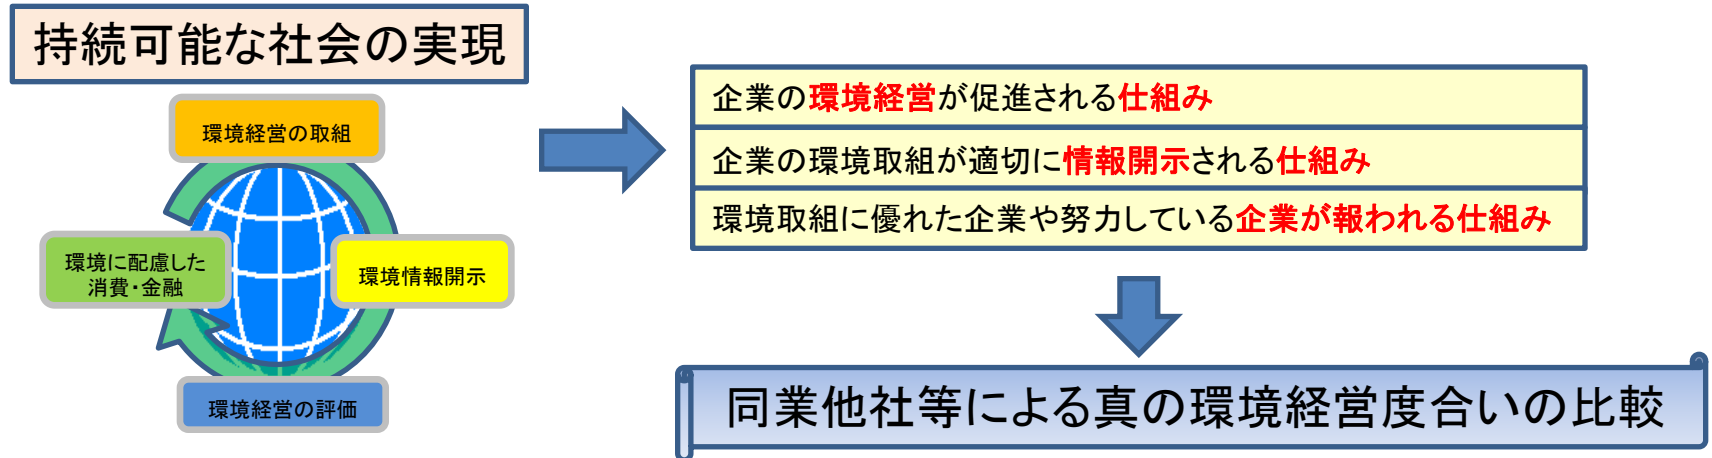 持続可能な社会の実現
環境経営の取組
環境に配慮した
消費・金融
環境情報開示
環境経営の評価
企業の環境経営が促進される仕組み
企業の環境取組が適切に情報開示される仕組み
環境取組に優れた企業や努力している企業が報われる仕組み
同業他社等による真の環境経営度合いの比較